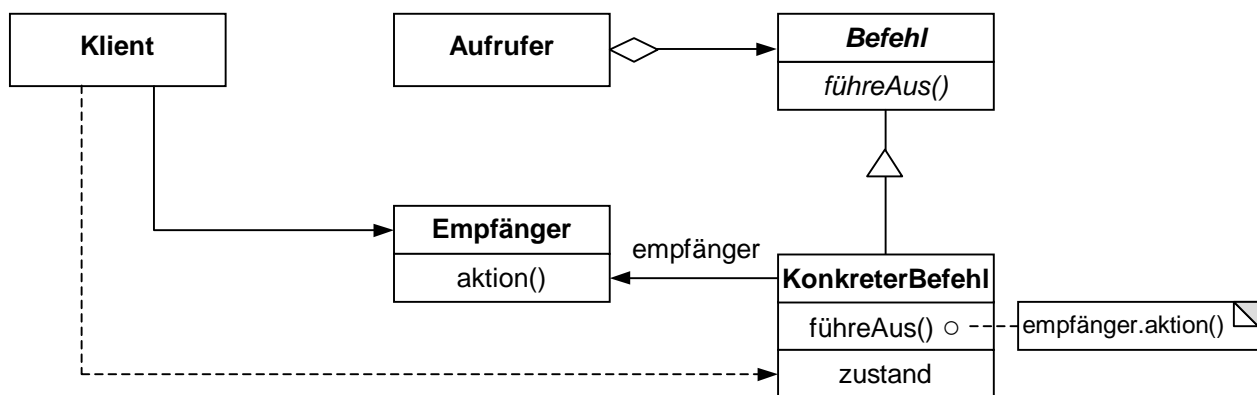 Klient
Aufrufer
Befehl
führeAus()
Empfänger
aktion()
empfänger
KonkreterBefehl
führeAus()
empfänger.aktion()
zustand